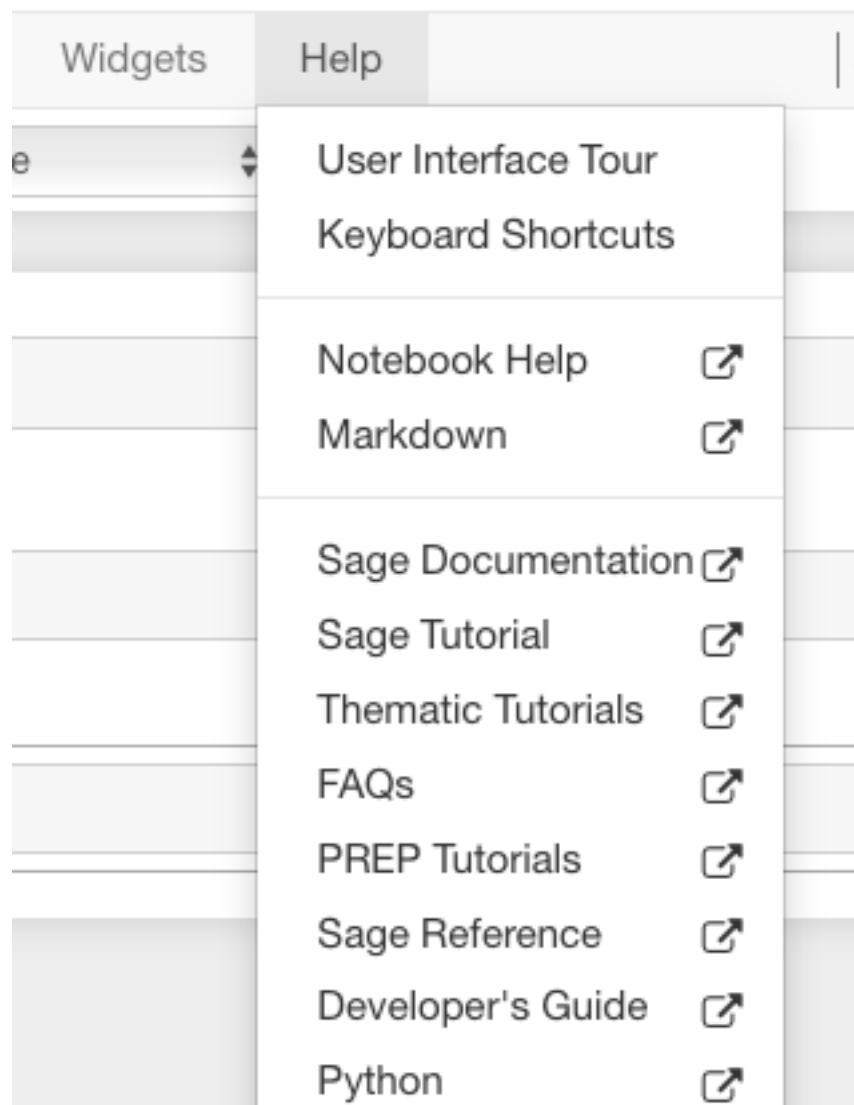 Widgets Help
e
User Interface Tour
Keyboard Shortcuts
Notebook Help
Markdown
Sage Documentation
Sage Tutorial
Thematic Tutorials
FAQs
PREP Tutorials
Sage Reference
Developer's Guide
Python